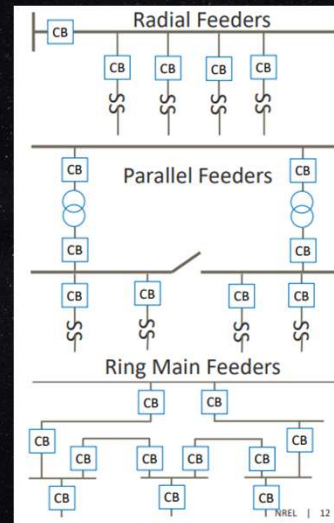 Radial Feeders
CB
CB CB CB CB
SS SS SS SS
CB Parallel Feeders CB
CB CB
CB CB CB CB
SS SS SS SS
Ring Main Feeders
CB CB
CB CB CB CB CB CB
CB CB CB
NREL | 12